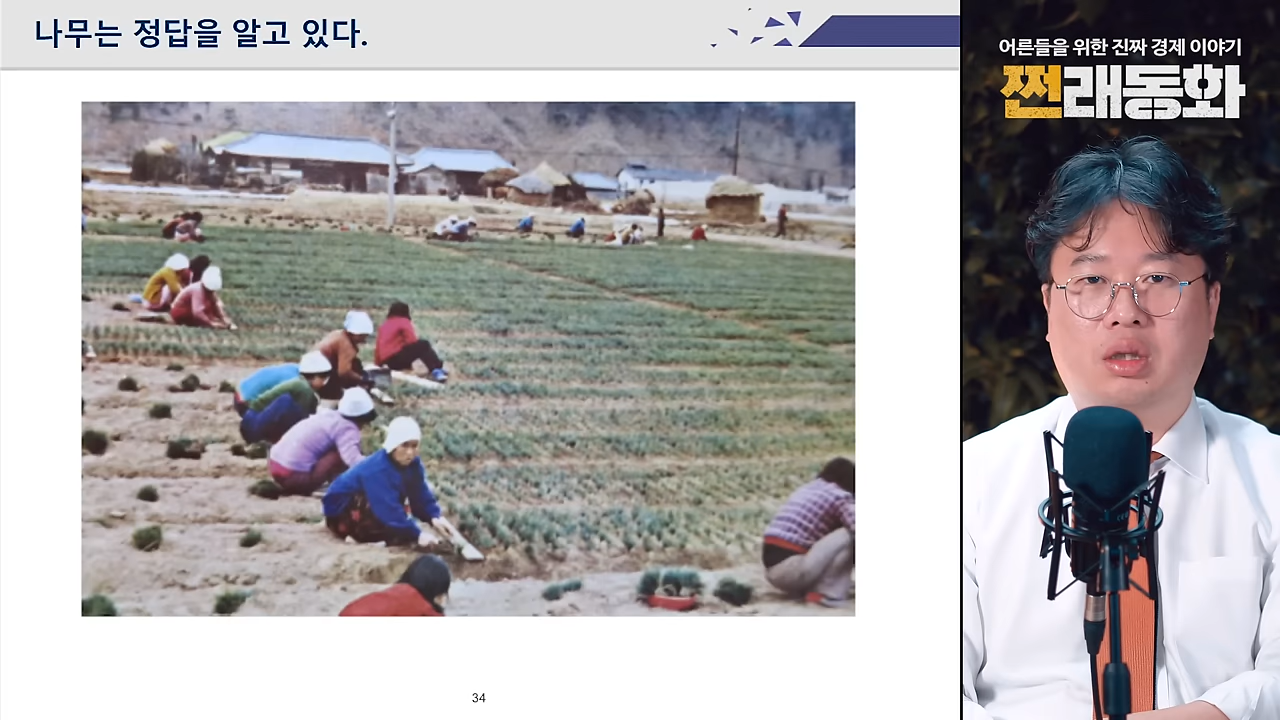 나무는 정답을 알고 있다.
34
어른들을 위한 진짜 경제 이야기
쩐래동화